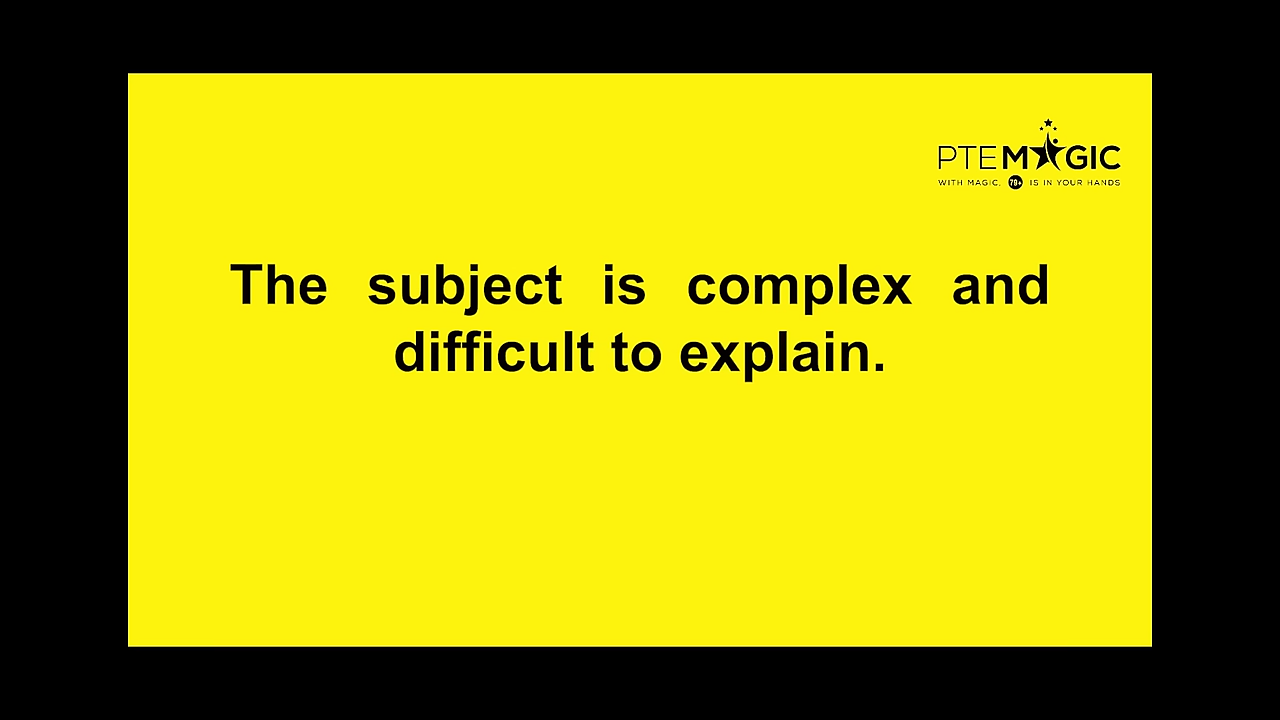 PTEMAGIC
WITH MAGIC, 79+ IS IN YOUR HANDS
The subject is complex and
difficult to explain.